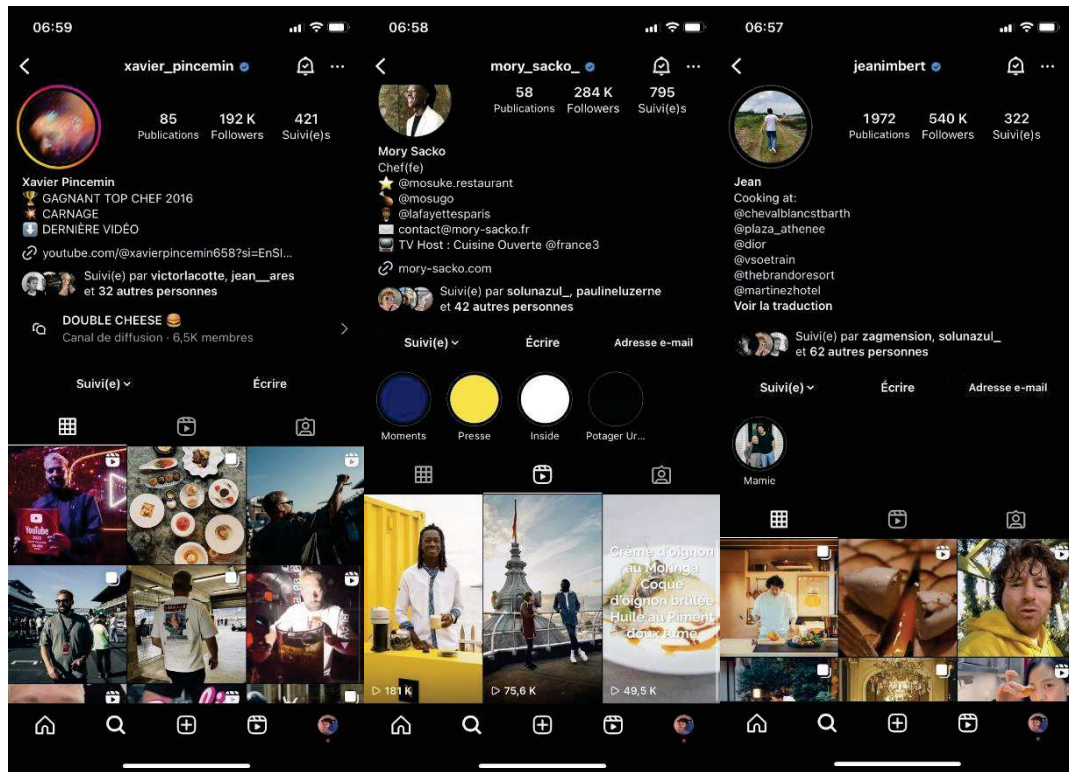 06:59
xavier_pincemin
85
192 K
421
Publications
Followers
Suivi(e)s
Xavier Pincemin
🏆 GAGNANT TOP CHEF 2016
💥 CARNAGE
⬇️ DERNIÈRE VIDÉO
youtube.com/@xavierpincemin658?si=EnSl...
Suivi(e) par victorlacotte, jean__ares
et 32 autres personnes
DOUBLE CHEESE 🍔
Canal de diffusion · 6,5K membres
Suivi(e)
Écrire
YouTube
06:58
mory_sacko_
58
284 K
795
Publications
Followers
Suivi(e)s
Mory Sacko
Chef(fe)
⭐ @mosuke.restaurant
🍗 @mosugo
@lafayettesparis
✉️ contact@mory-sacko.fr
📺 TV Host : Cuisine Ouverte @france3
mory-sacko.com
Suivi(e) par solunazul_, paulineluzerne
et 42 autres personnes
Suivi(e)
Écrire
Adresse e-mail
Moments
Presse
Inside
Potager Ur...
Crème d'oignon
au Moringa
Coque
d'oignon brulée
Huile au Piment
doux fumé
181 K
75,6 K
49,5 K
06:57
jeanimbert
1972
540 K
322
Publications
Followers
Suivi(e)s
Jean
Cooking at:
@chevalblancstbarth
@plaza_athenee
@dior
@vsoetrain
@thebrandoresort
@martinezhotel
Voir la traduction
Suivi(e) par zagmension, solunazul_
et 62 autres personnes
Suivi(e)
Écrire
Adresse e-mail
Mamie